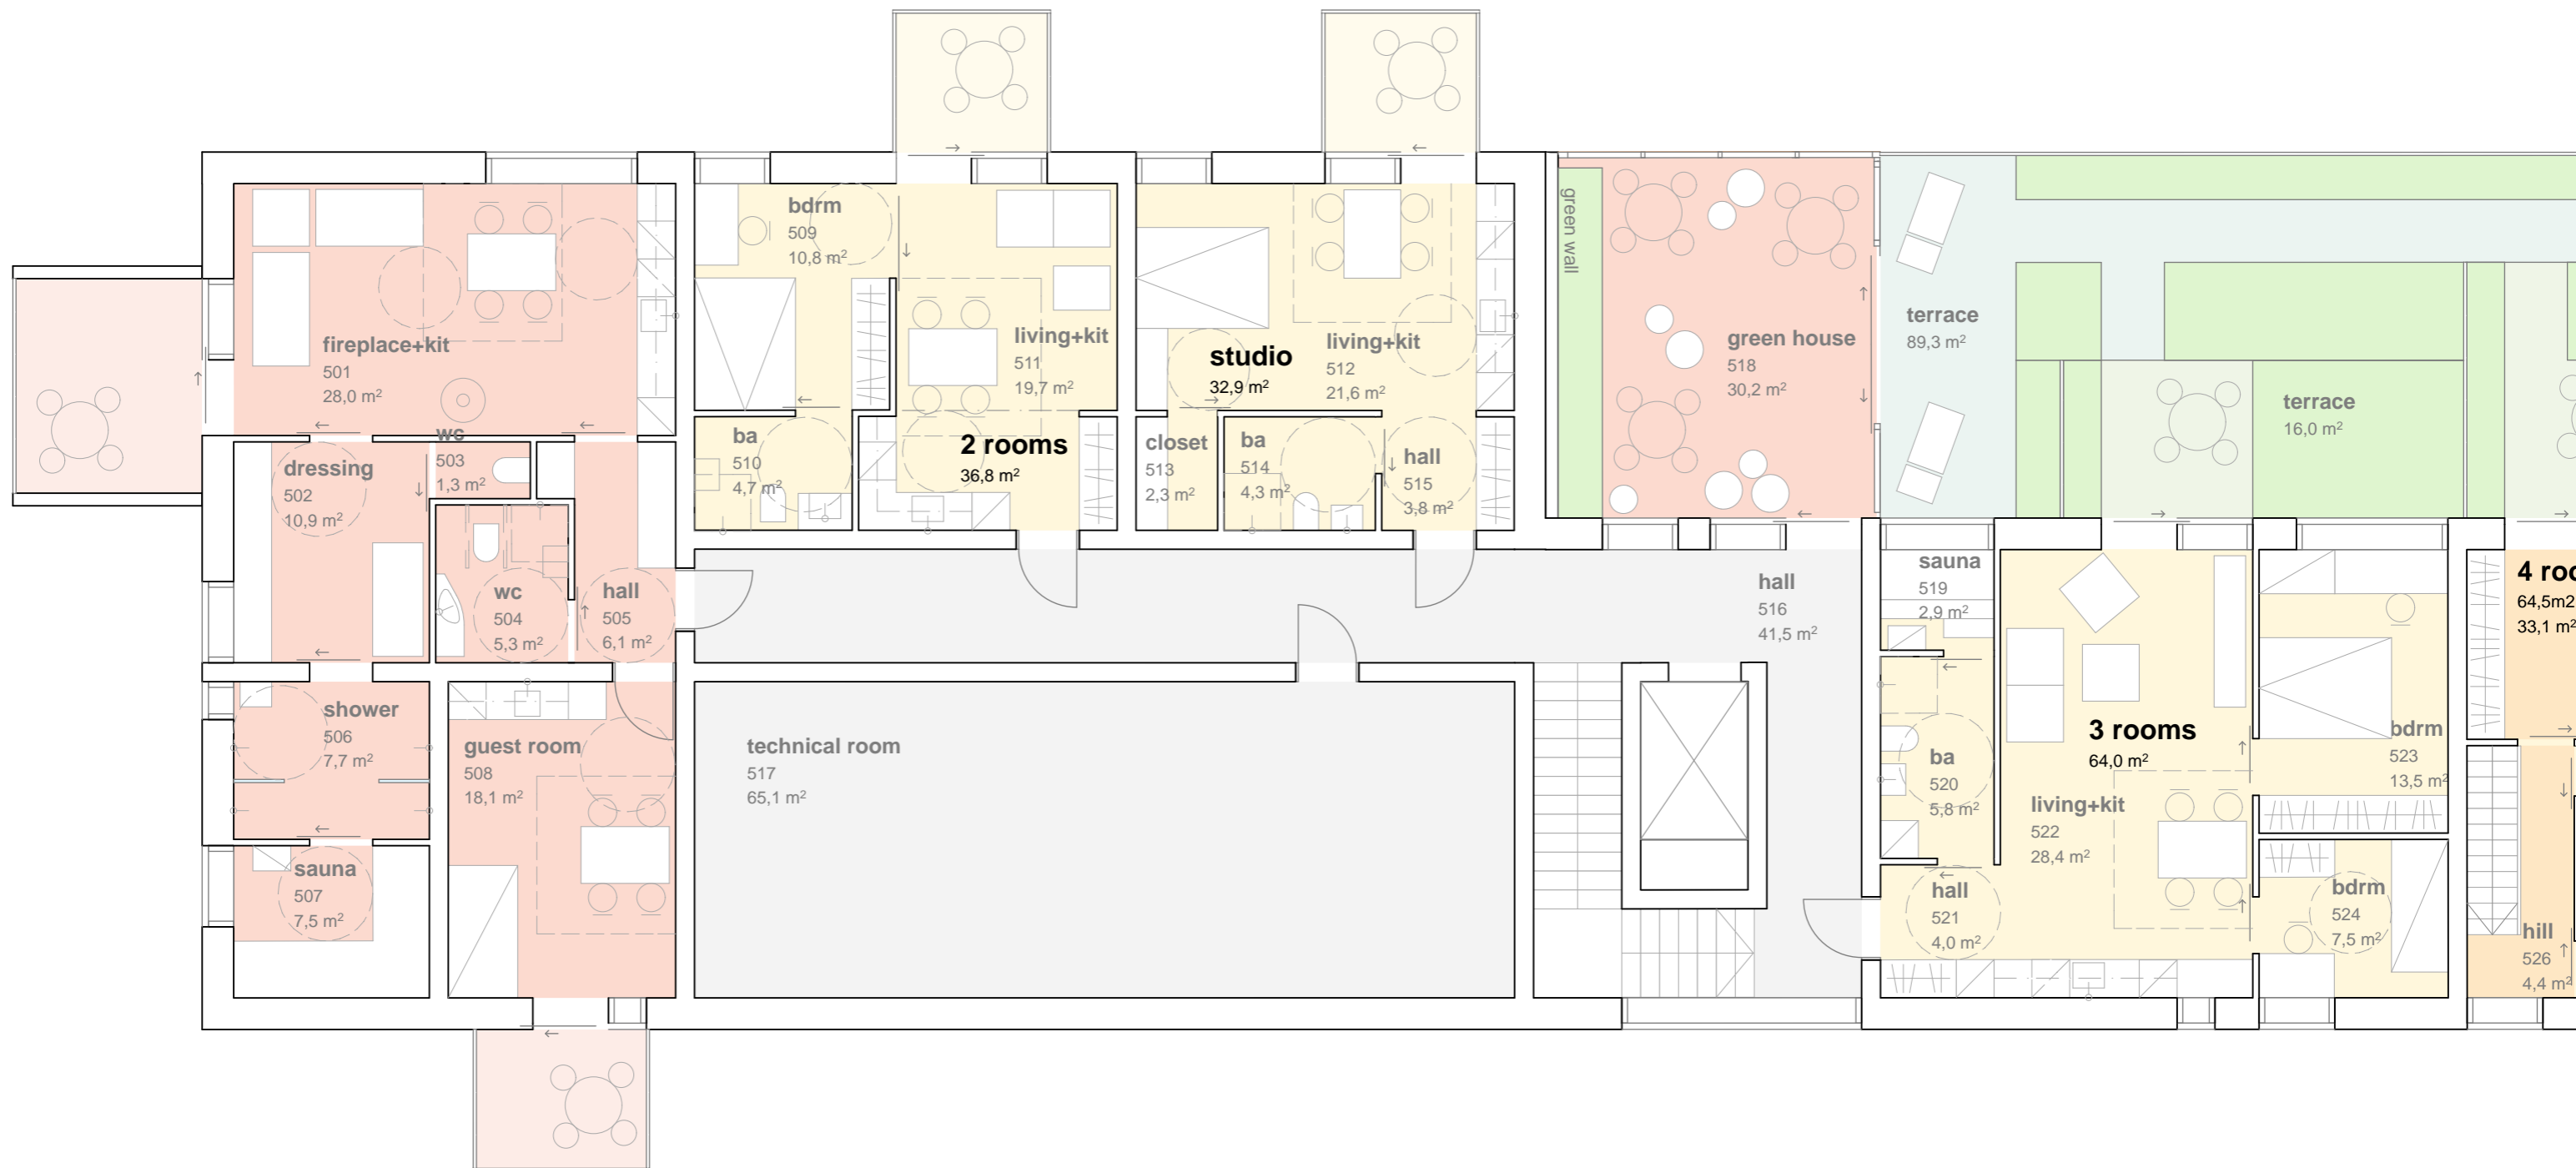 fireplace+kit
501
28,0 m²
dressing
502
10,9 m²
wc
503
1,3 m²
wc
504
5,3 m²
hall
505
6,1 m²
shower
506
7,7 m²
sauna
507
7,5 m²
guest room
508
18,1 m²
bdrm
509
10,8 m²
ba
510
4,7 m²
living+kit
511
19,7 m²
2 rooms
36,8 m²
studio
32,9 m²
living+kit
512
21,6 m²
closet
513
2,3 m²
ba
514
4,3 m²
hall
515
3,8 m²
hall
516
41,5 m²
technical room
517
65,1 m²
green wall
green house
518
30,2 m²
terrace
89,3 m²
terrace
16,0 m²
sauna
519
2,9 m²
ba
520
5,8 m²
hall
521
4,0 m²
3 rooms
64,0 m²
living+kit
522
28,4 m²
bdrm
523
13,5 m²
bdrm
524
7,5 m²
4 roo
64,5m2
33,1 m²
hill
526
4,4 m²